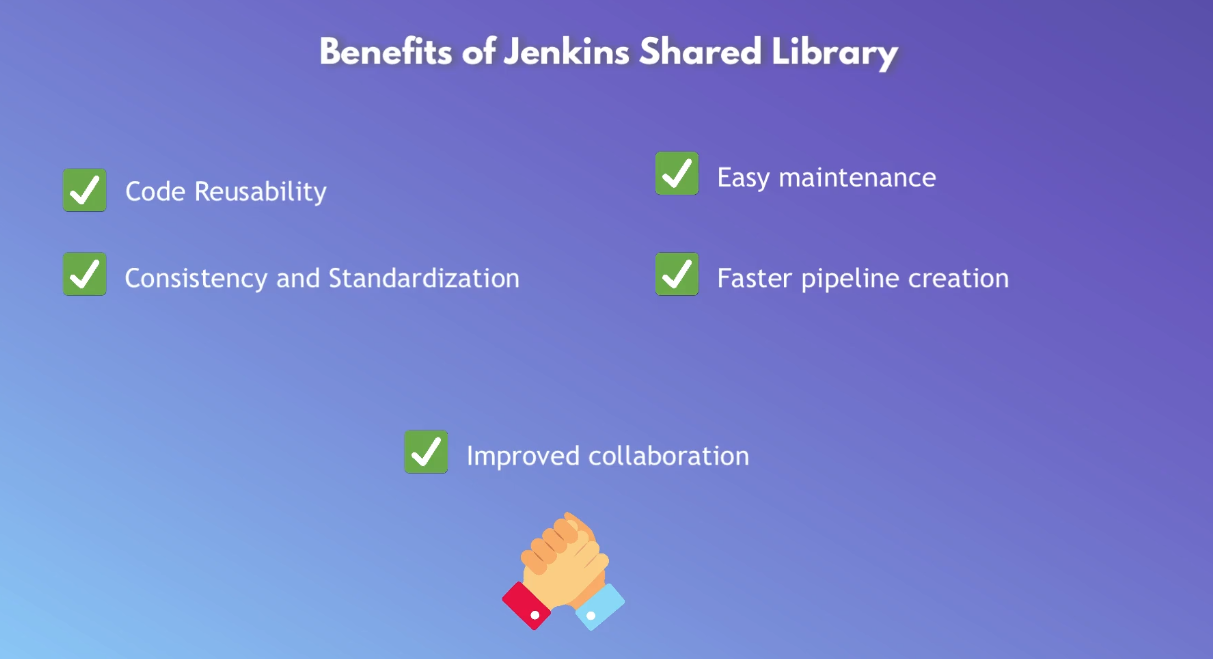 Benefits of Jenkins Shared Library
Code Reusability
Easy maintenance
Consistency and Standardization
Faster pipeline creation
Improved collaboration